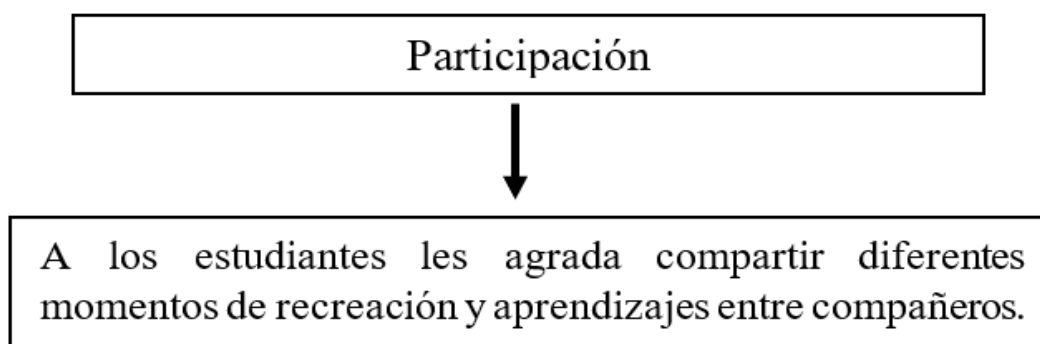 Participación
A los estudiantes les agrada compartir diferentes
momentos de recreación y aprendizajes entre compañeros.